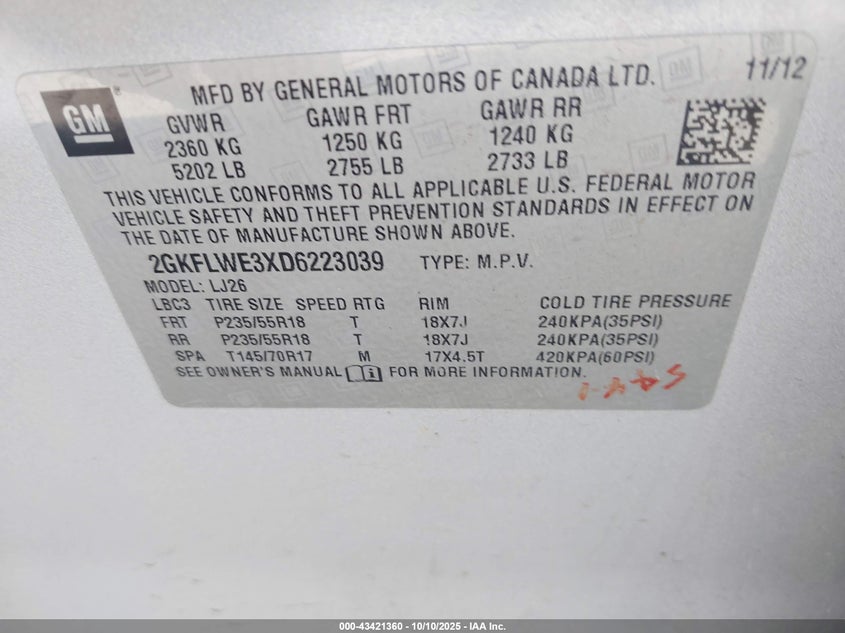 GM
®
MFD BY GENERAL MOTORS OF CANADA LTD. 11/12
GVWR GAWR FRT GAWR RR
2360 KG 1250 KG 1240 KG
5202 LB 2755 LB 2733 LB
THIS VEHICLE CONFORMS TO ALL APPLICABLE U.S. FEDERAL MOTOR
VEHICLE SAFETY AND THEFT PREVENTION STANDARDS IN EFFECT ON
THE DATE OF MANUFACTURE SHOWN ABOVE.
2GKFLWE3XD6223039 TYPE: M.P.V.
MODEL: LJ26
LBC3 TIRE SIZE SPEED RTG RIM COLD TIRE PRESSURE
FRT P235/55R18 T 18X7J 240KPA(35PSI)
RR P235/55R18 T 18X7J 240KPA(35PSI)
SPA T145/70R17 M 17X4.5T 420KPA(60PSI)
SEE OWNER'S MANUAL FOR MORE INFORMATION.
000-43421360 - 10/10/2025 - IAA Inc.